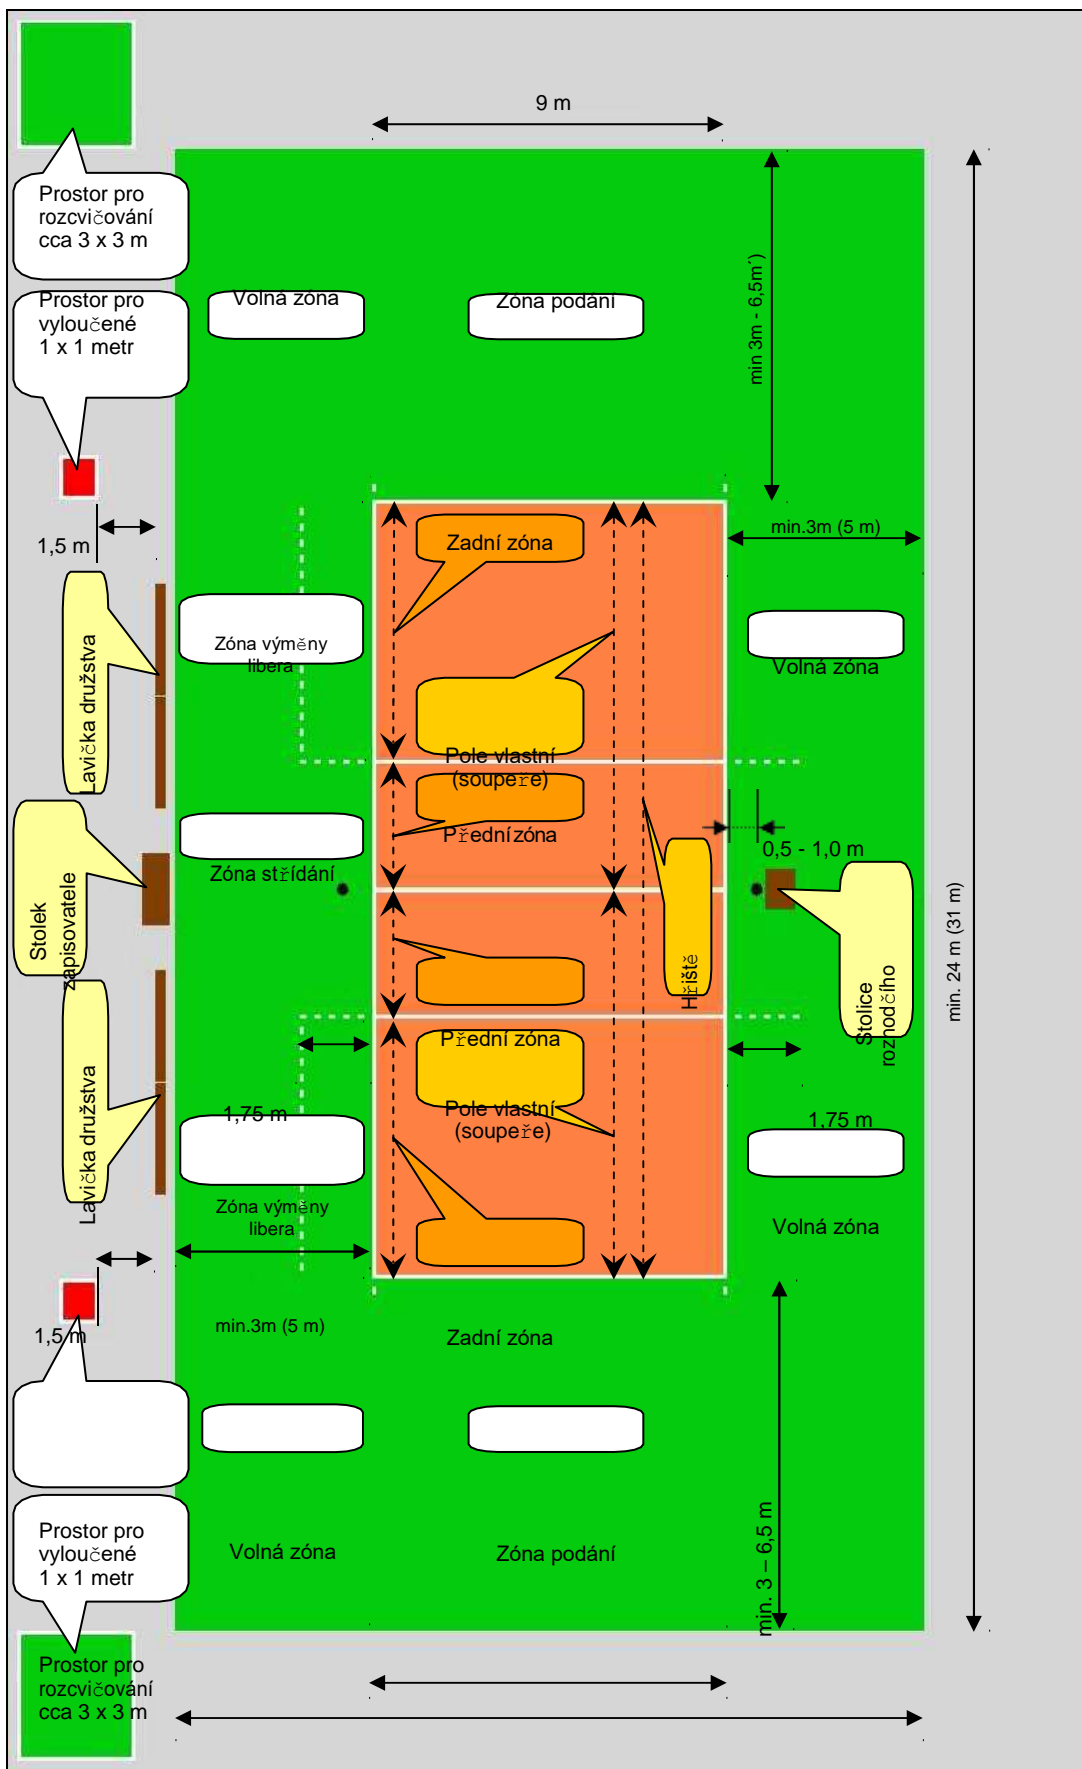 9 m
Prostor pro
rozcvičování
cca 3 x 3 m
Prostor pro
vyloučené
1 x 1 metr
Volná zóna
Zóna podání
min 3m - 6,5m´)
1,5 m
Zadní zóna
min.3m (5 m)
Lavička družstva
Zóna výměny
libera
Volná zóna
Pole vlastní
(soupeře)
Přední zóna
0,5 - 1,0 m
Zóna střídání
Stolek
zapisovatele
Hřiště
Stolice
rozhodčího
min. 24 m (31 m)
Přední zóna
Lavička družstva
1,75 m
Pole vlastní
(soupeře)
1,75 m
Zóna výměny
libera
Volná zóna
1,5 m
min.3m (5 m)
Zadní zóna
Prostor pro
vyloučené
1 x 1 metr
Volná zóna
Zóna podání
min. 3 – 6,5 m
Prostor pro
rozcvičování
cca 3 x 3 m